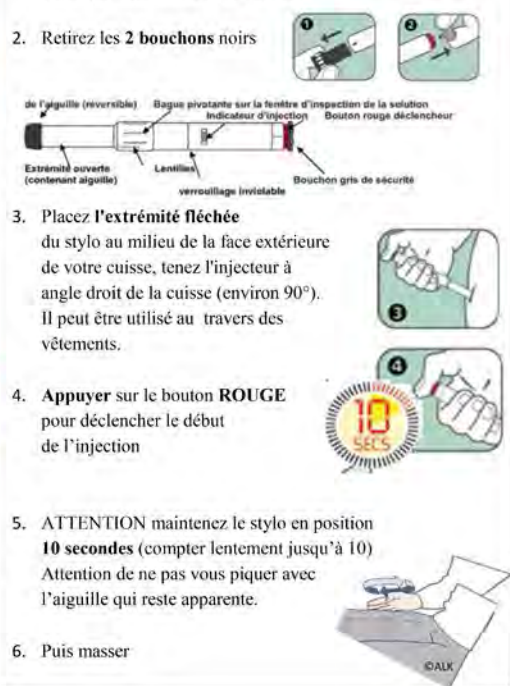 2. Retirez les 2 bouchons noirs
1
2
de l'aiguille (réversible) Bague pivotante sur la fenêtre d'inspection de la solution
Indicateur d'injection Bouton rouge déclencheur
Extrémité ouverte
(contenant aiguille)
Lentilles
verrouillage inviolable
Bouchon gris de sécurité
3. Placez l'extrémité fléchée
du stylo au milieu de la face extérieure
de votre cuisse, tenez l'injecteur à
angle droit de la cuisse (environ 90°).
Il peut être utilisé au travers des
vêtements.
3
4. Appuyer sur le bouton ROUGE
pour déclencher le début
de l'injection
4
10
SECS
5. ATTENTION maintenez le stylo en position
10 secondes (compter lentement jusqu'à 10)
Attention de ne pas vous piquer avec
l'aiguille qui reste apparente.
6. Puis masser
©ALK